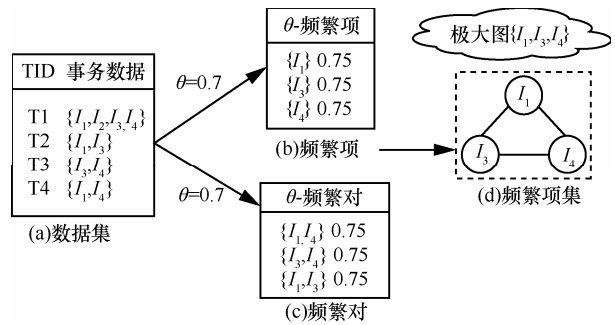 TID 事务数据
T1 {I₁,I₂,I₃,I₄}
T2 {I₁,I₃}
T3 {I₃,I₄}
T4 {I₁,I₄}
(a)数据集
θ=0.7
θ=0.7
θ-频繁项
{I₁} 0.75
{I₃} 0.75
{I₄} 0.75
(b)频繁项
θ-频繁对
{I₁,I₄} 0.75
{I₃,I₄} 0.75
{I₁,I₃} 0.75
(c)频繁对
极大图{I₁,I₃,I₄}
I₁
I₃
I₄
(d)频繁项集